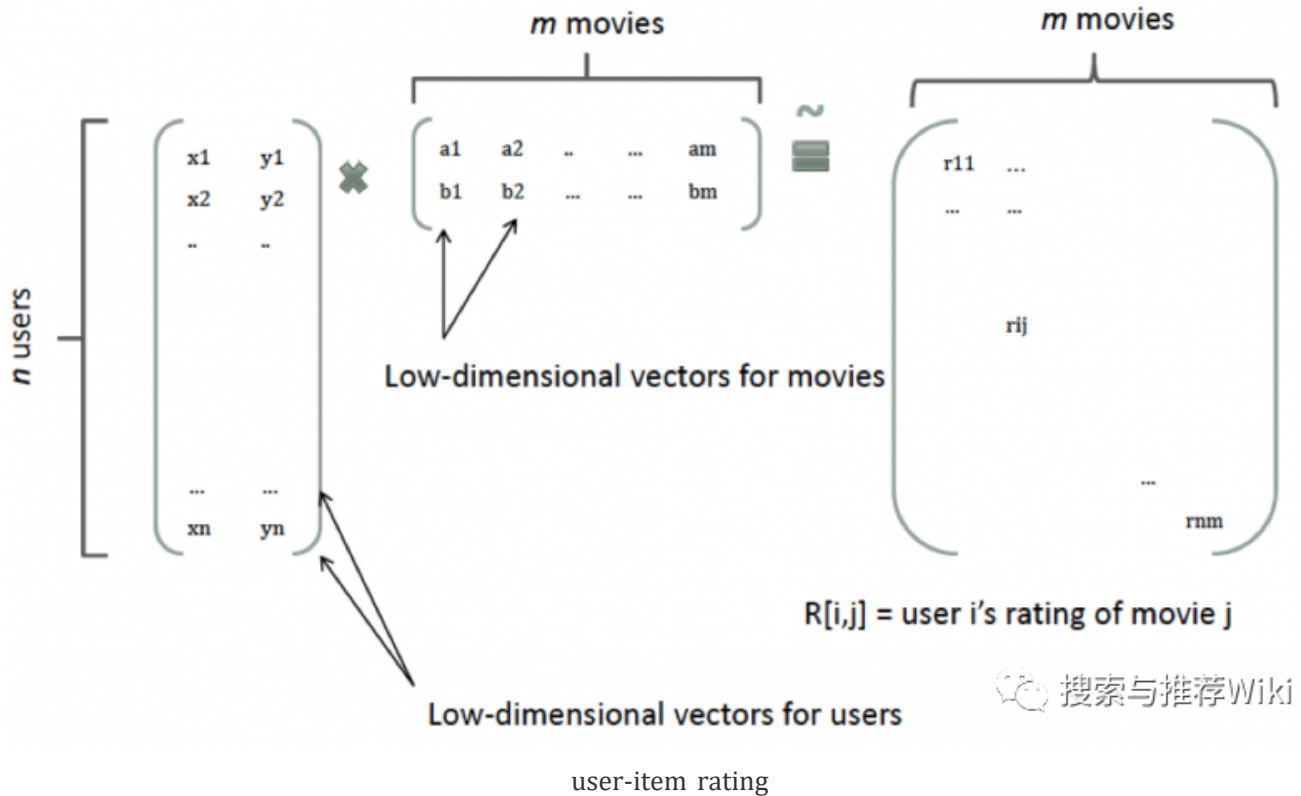 m movies
m movies
x1 y1
x2 y2
.. ..
... ...
xn yn
a1 a2 .. ... am
b1 b2 ... ... bm
~
r11 ...
... ...
rij
...
rnm
n users
Low-dimensional vectors for movies
R[i,j] = user i’s rating of movie j
搜索与推荐Wiki
Low-dimensional vectors for users
user-item rating